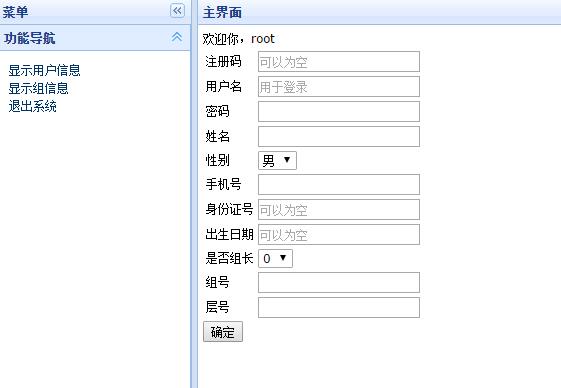 菜单
功能导航
显示用户信息
显示组信息
退出系统
主界面
欢迎你，root
注册码 可以为空
用户名 用于登录
密码
姓名
性别 男
手机号
身份证号 可以为空
出生日期 可以为空
是否组长 0
组号
层号
确定